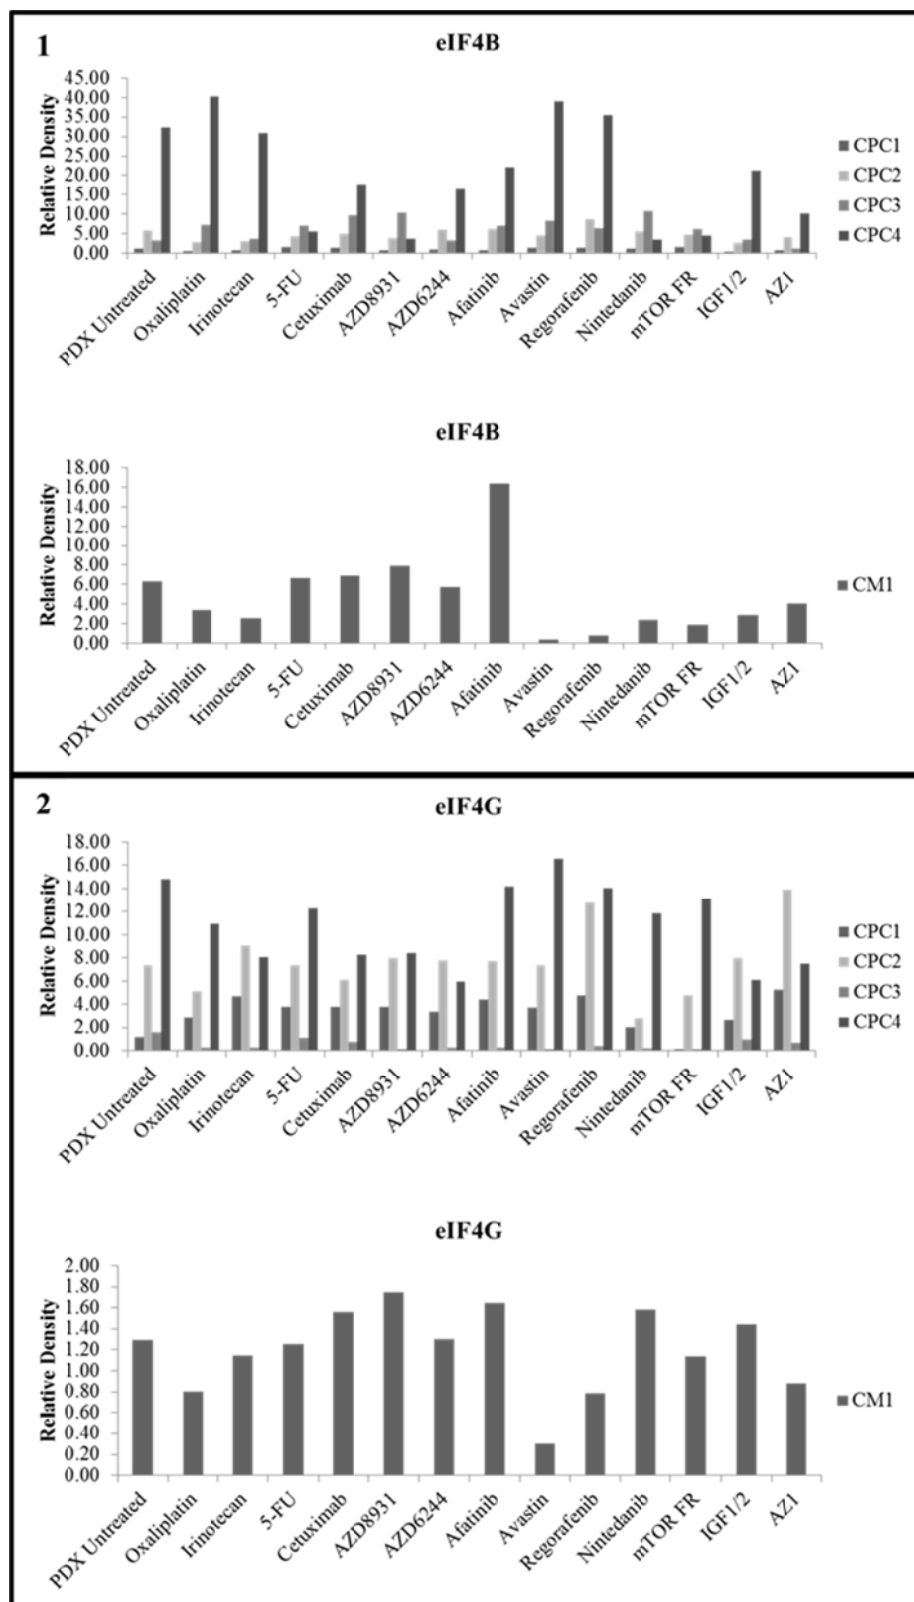 1
eIF4B
Relative Density
45.00
40.00
35.00
30.00
25.00
20.00
15.00
10.00
5.00
0.00
PDX Untreated
Oxaliplatin
Irinotecan
5-FU
Cetuximab
AZD8931
AZD6244
Afatinib
Avastin
Regorafenib
Nintedanib
mTOR FR
IGF1/2
AZ1
CPC1
CPC2
CPC3
CPC4
eIF4B
Relative Density
18.00
16.00
14.00
12.00
10.00
8.00
6.00
4.00
2.00
0.00
PDX Untreated
Oxaliplatin
Irinotecan
5-FU
Cetuximab
AZD8931
AZD6244
Afatinib
Avastin
Regorafenib
Nintedanib
mTOR FR
IGF1/2
AZ1
CM1
2
eIF4G
Relative Density
18.00
16.00
14.00
12.00
10.00
8.00
6.00
4.00
2.00
0.00
PDX Untreated
Oxaliplatin
Irinotecan
5-FU
Cetuximab
AZD8931
AZD6244
Afatinib
Avastin
Regorafenib
Nintedanib
mTOR FR
IGF1/2
AZ1
CPC1
CPC2
CPC3
CPC4
eIF4G
Relative Density
2.00
1.80
1.60
1.40
1.20
1.00
0.80
0.60
0.40
0.20
0.00
PDX Untreated
Oxaliplatin
Irinotecan
5-FU
Cetuximab
AZD8931
AZD6244
Afatinib
Avastin
Regorafenib
Nintedanib
mTOR FR
IGF1/2
AZ1
CM1